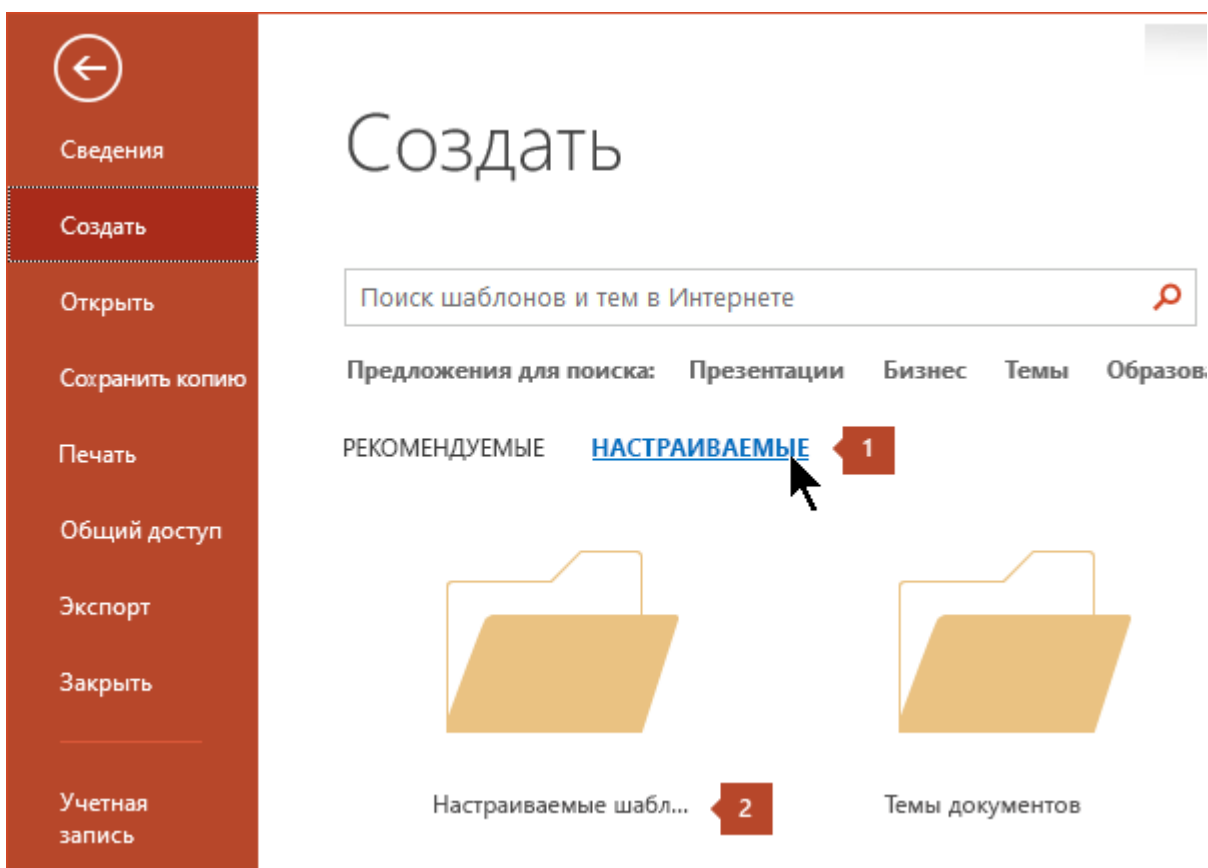 Сведения
Создать
Открыть
Сохранить копию
Печать
Общий доступ
Экспорт
Закрыть
Учетная
запись
Создать
Поиск шаблонов и тем в Интернете
Предложения для поиска: Презентации Бизнес Темы Образова
РЕКОМЕНДУЕМЫЕ НАСТРАИВАЕМЫЕ 1
Настраиваемые шабл... 2 Темы документов